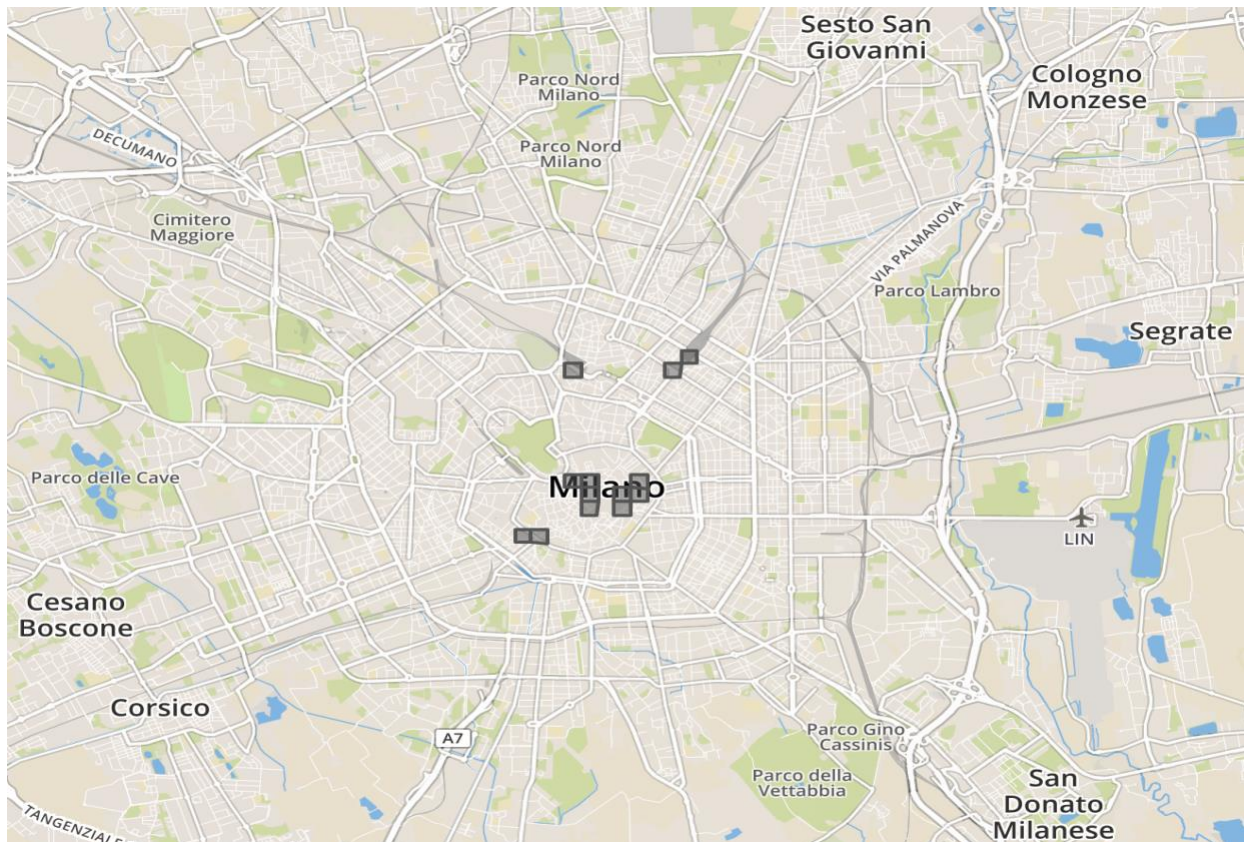 Sesto San
Giovanni
Cologno
Monzese
Parco Nord
Milano
DECUMANO
Parco Nord
Milano
Cimitero
Maggiore
VIA PALMANOVA
Parco Lambro
Segrate
Parco delle Cave
Milano
LIN
Cesano
Boscone
Corsico
A7
Parco Gino
Cassinis
Parco della
Vettabbia
San
Donato
Milanese
TANGENZIALE